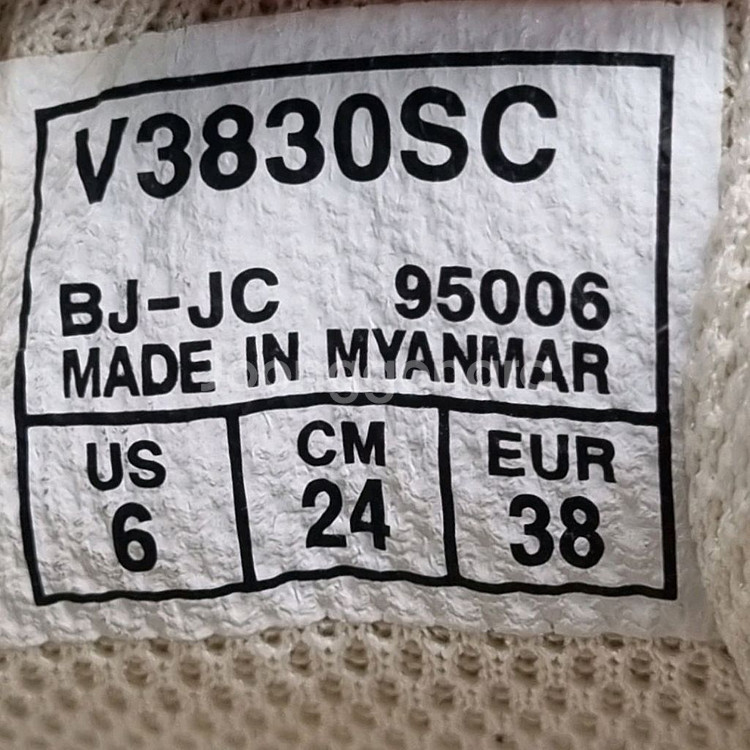 V3830SC
BJ-JC 95006
MADE IN MYANMAR
US CM EUR
6 24 38